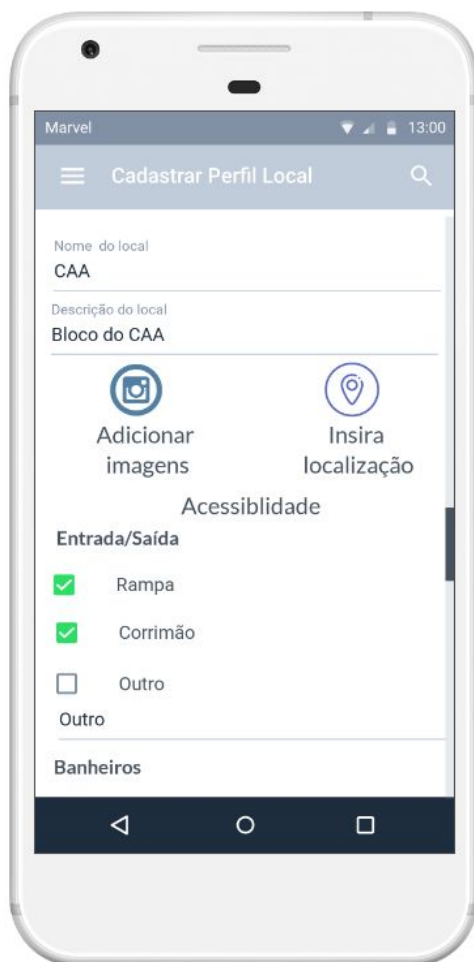 Marvel 13:00
Cadastrar Perfil Local
Nome do local
CAA
Descrição do local
Bloco do CAA
Adicionar
imagens
Insira
localização
Acessiblidade
Entrada/Saída
Rampa
Corrimão
Outro
Outro
Banheiros